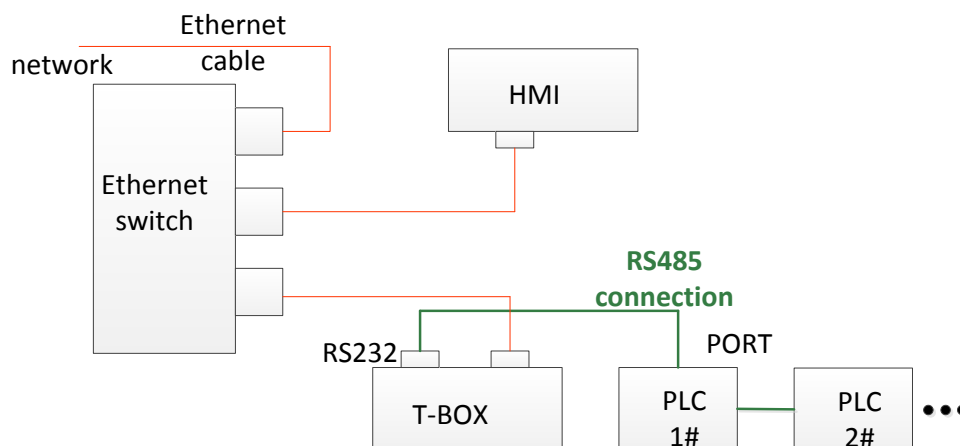 Ethernet
cable
network
HMI
Ethernet
switch
RS485
connection
RS232
PORT
T-BOX
PLC
1#
PLC
2#